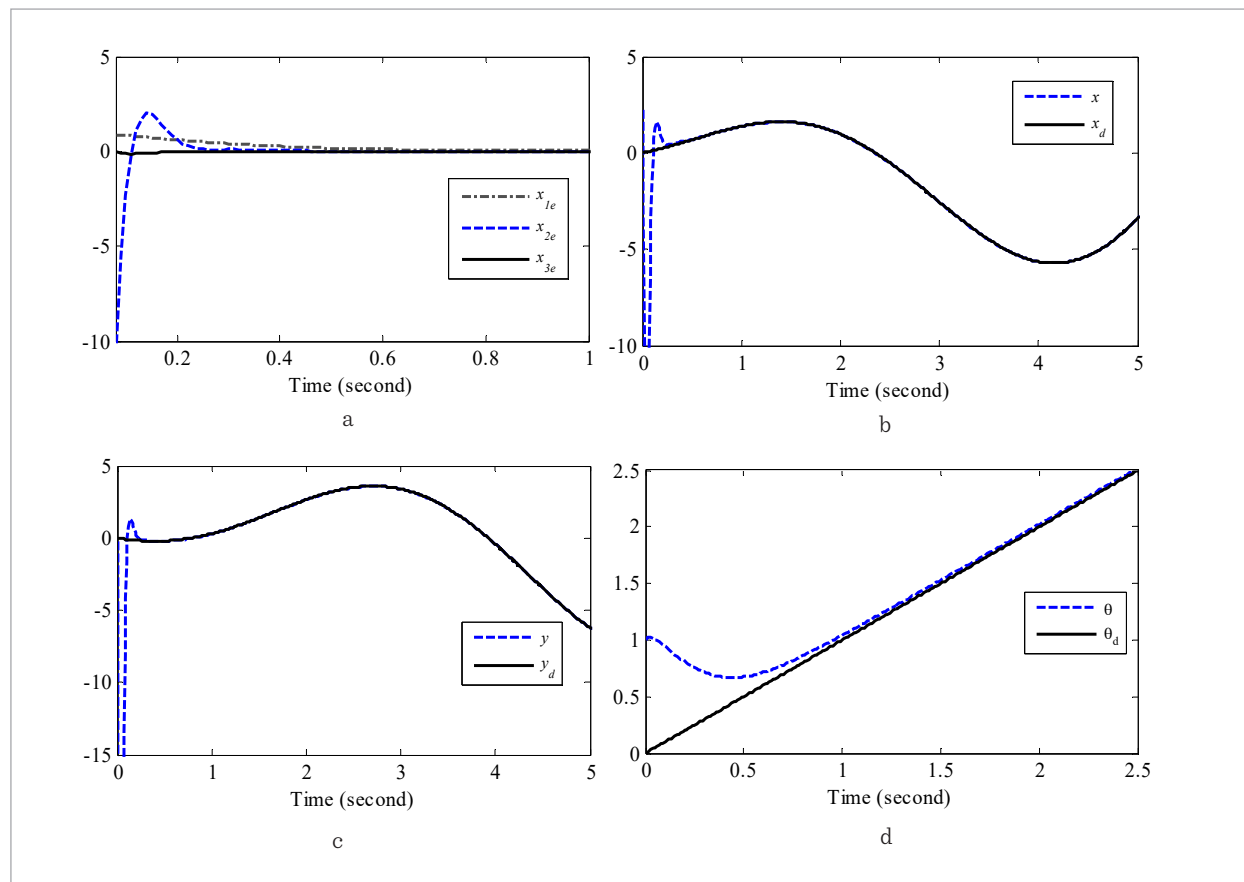 5
0
-5
-10
x1e
x2e
x3e
0.2 0.4 0.6 0.8 1
Time (second)
a
5
0
-5
-10
x
xd
0 1 2 3 4 5
Time (second)
b
5
0
-5
-10
-15
y
yd
0 1 2 3 4 5
Time (second)
c
2.5
2
1.5
1
0.5
0
θ
θd
0 0.5 1 1.5 2 2.5
Time (second)
d